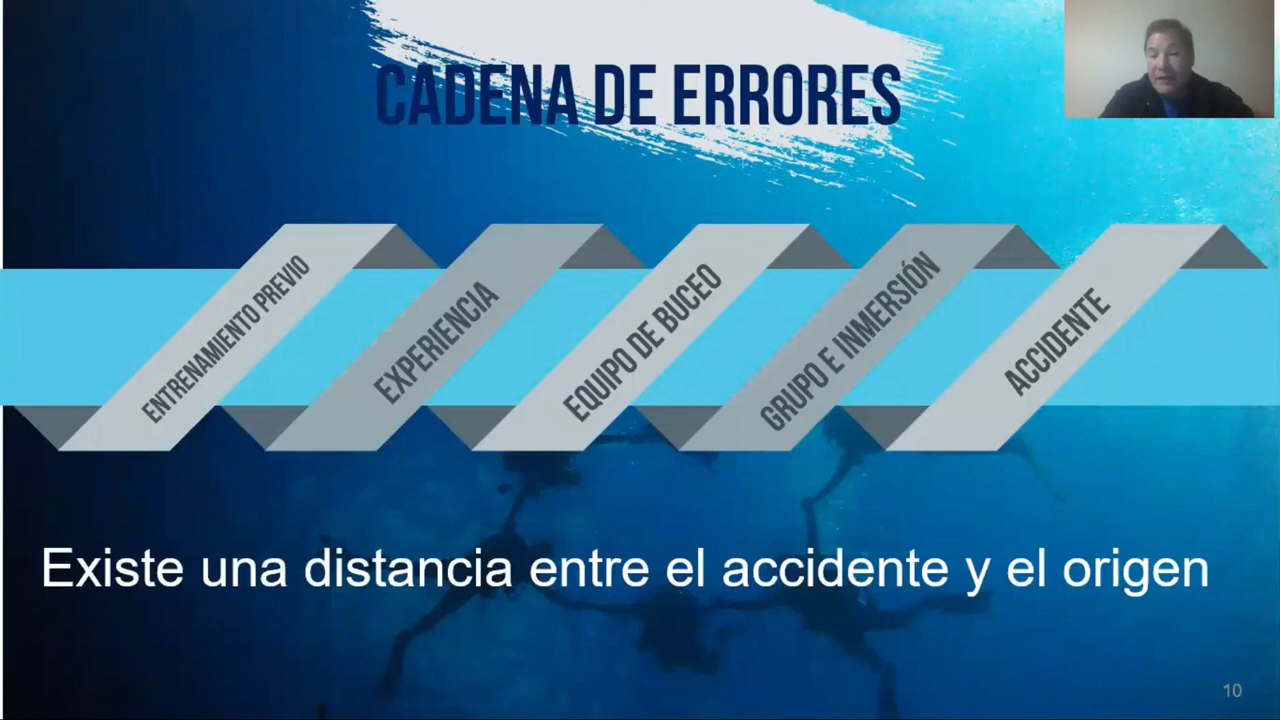 CADENA DE ERRORES
ENTRENAMIENTO PREVIO
EXPERIENCIA
EQUIPO DE BUCEO
GRUPO E INMERSIÓN
ACCIDENTE
Existe una distancia entre el accidente y el origen
10